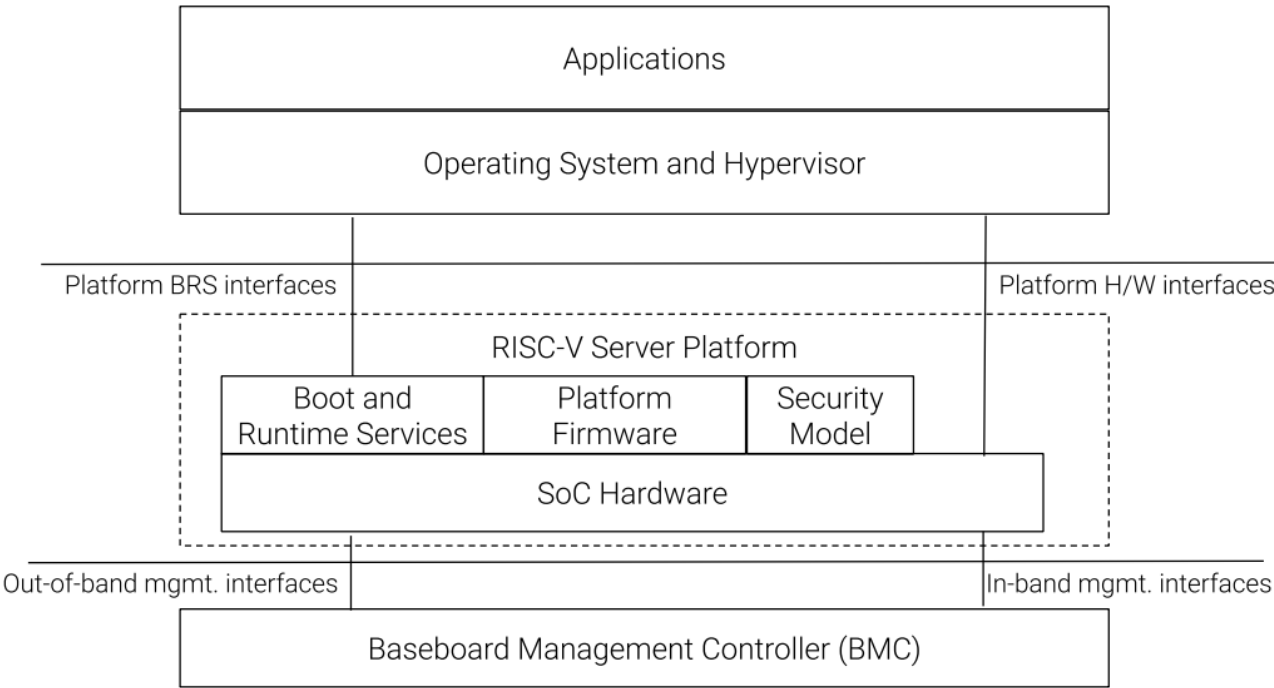 Applications
Operating System and Hypervisor
Platform BRS interfaces
Platform H/W interfaces
RISC-V Server Platform
Boot and
Runtime Services
Platform
Firmware
Security
Model
SoC Hardware
Out-of-band mgmt. interfaces
In-band mgmt. interfaces
Baseboard Management Controller (BMC)